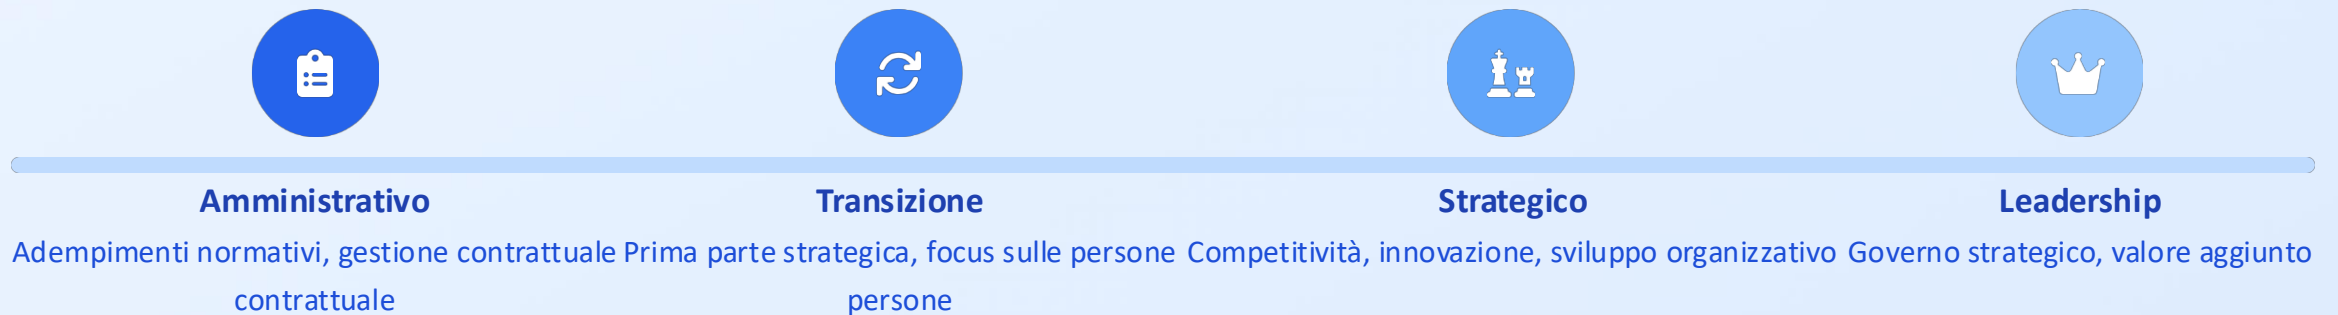 Amministrativo
Adempimenti normativi, gestione contrattuale
contrattuale
Transizione
Prima parte strategica, focus sulle persone
persone
Strategico
Competitività, innovazione, sviluppo organizzativo
Leadership
Governo strategico, valore aggiunto